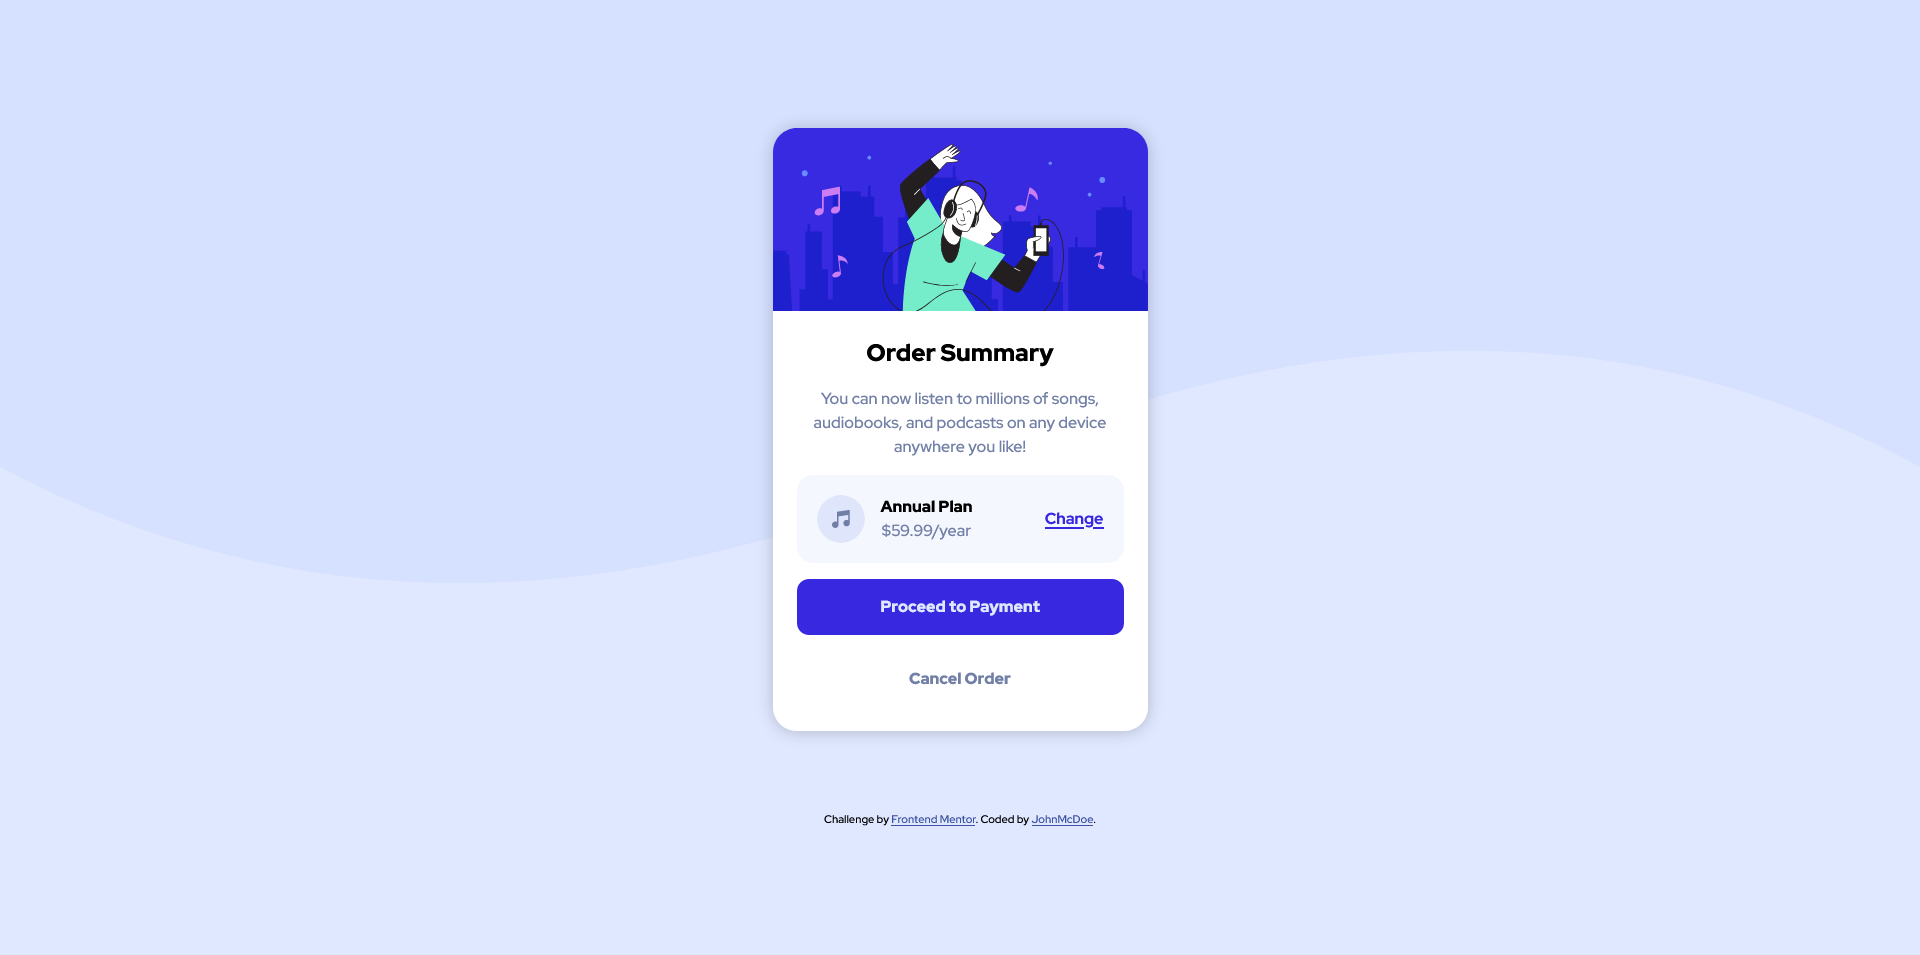 Order Summary
You can now listen to millions of songs,
audiobooks, and podcasts on any device
anywhere you like!
Annual Plan
$59.99/year
Change
Proceed to Payment
Cancel Order
Challenge by Frontend Mentor. Coded by JohnMcDoe.